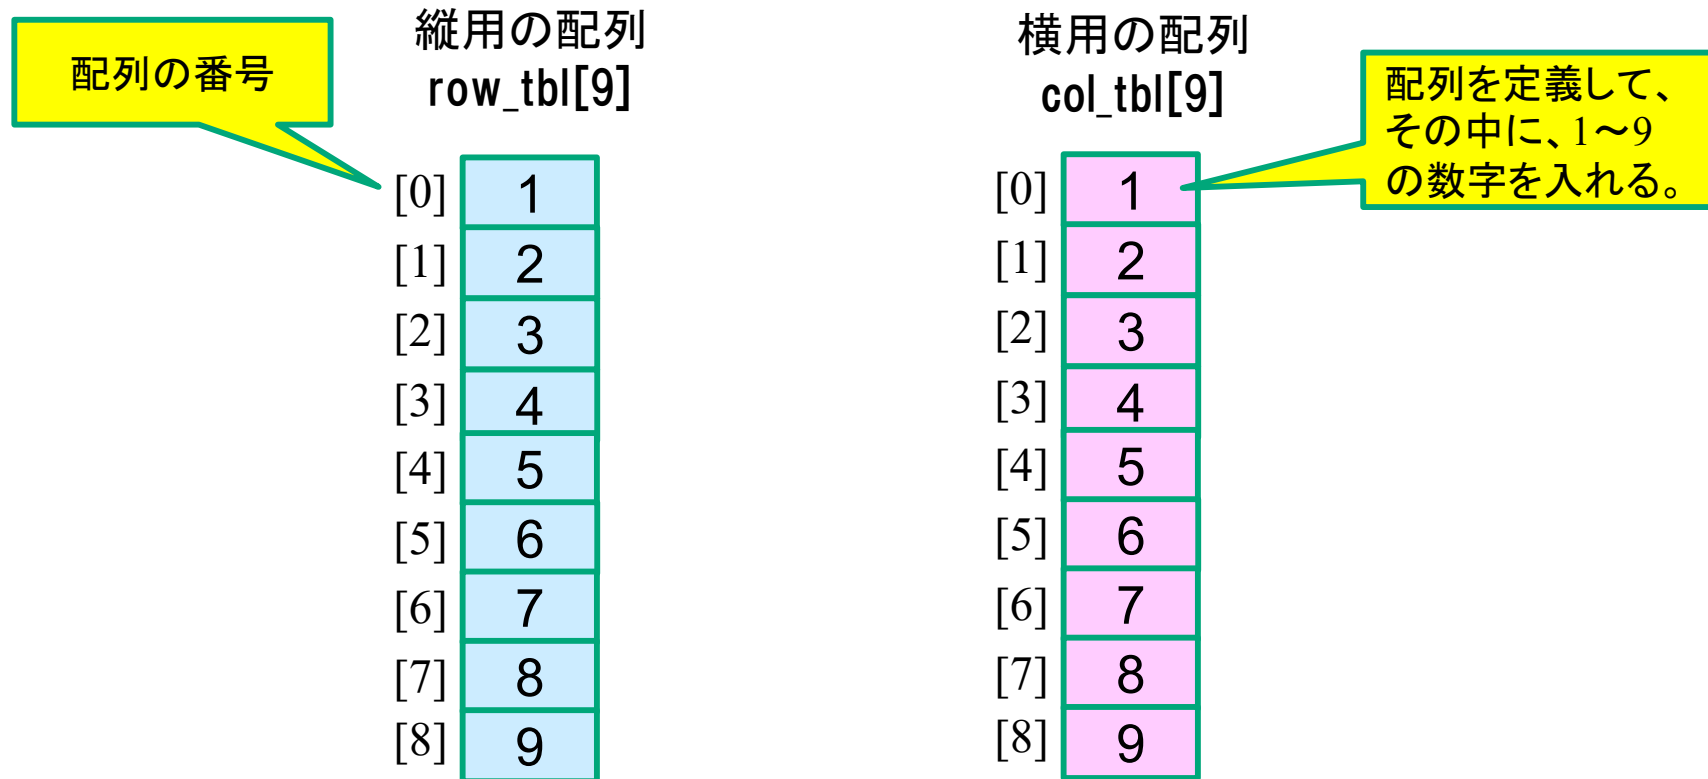 配列の番号
縦用の配列
row_tbl[9]
[0] 1
[1] 2
[2] 3
[3] 4
[4] 5
[5] 6
[6] 7
[7] 8
[8] 9
横用の配列
col_tbl[9]
[0] 1
[1] 2
[2] 3
[3] 4
[4] 5
[5] 6
[6] 7
[7] 8
[8] 9
配列を定義して、
その中に、1～9
の数字を入れる。